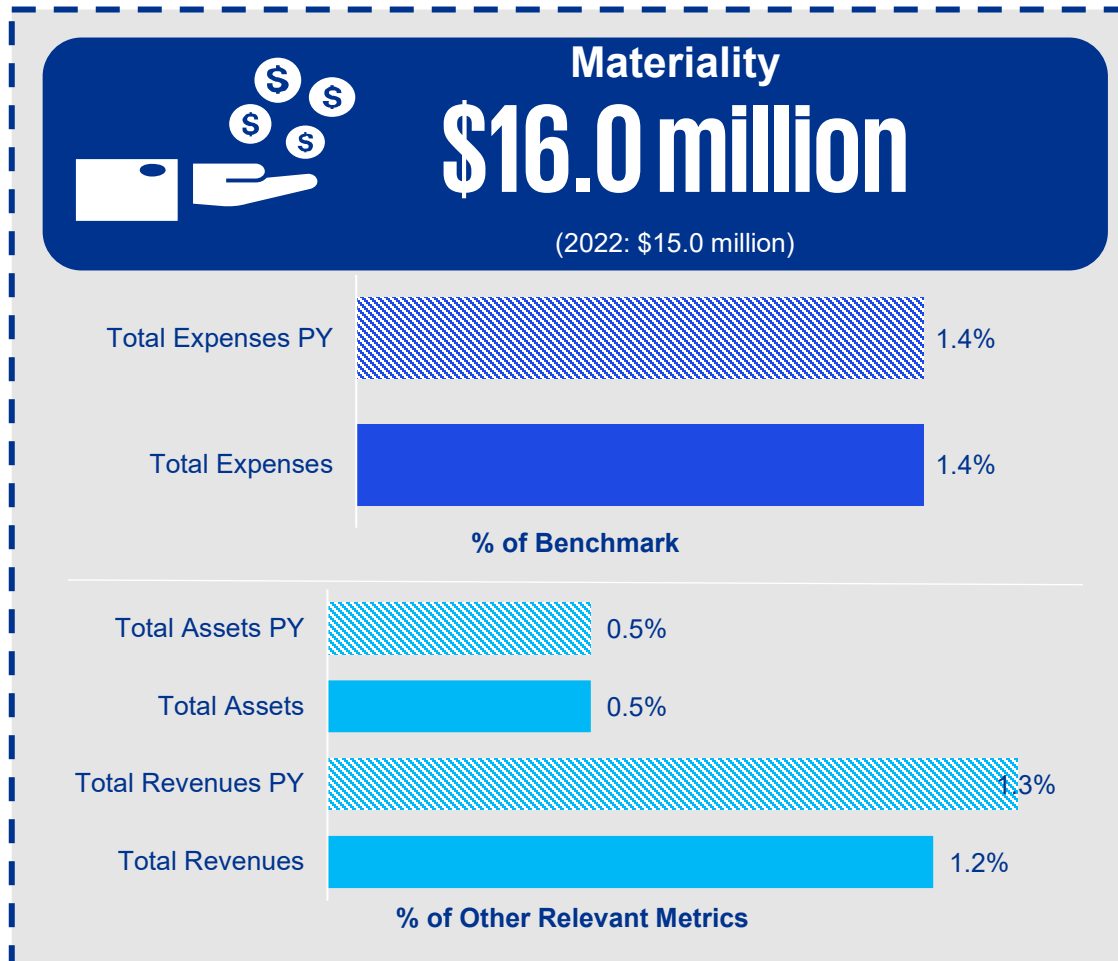 $
$
$
$
Materiality
$16.0 million
(2022: $15.0 million)
Total Expenses PY 1.4%
Total Expenses 1.4%
% of Benchmark
Total Assets PY 0.5%
Total Assets 0.5%
Total Revenues PY 1.3%
Total Revenues 1.2%
% of Other Relevant Metrics